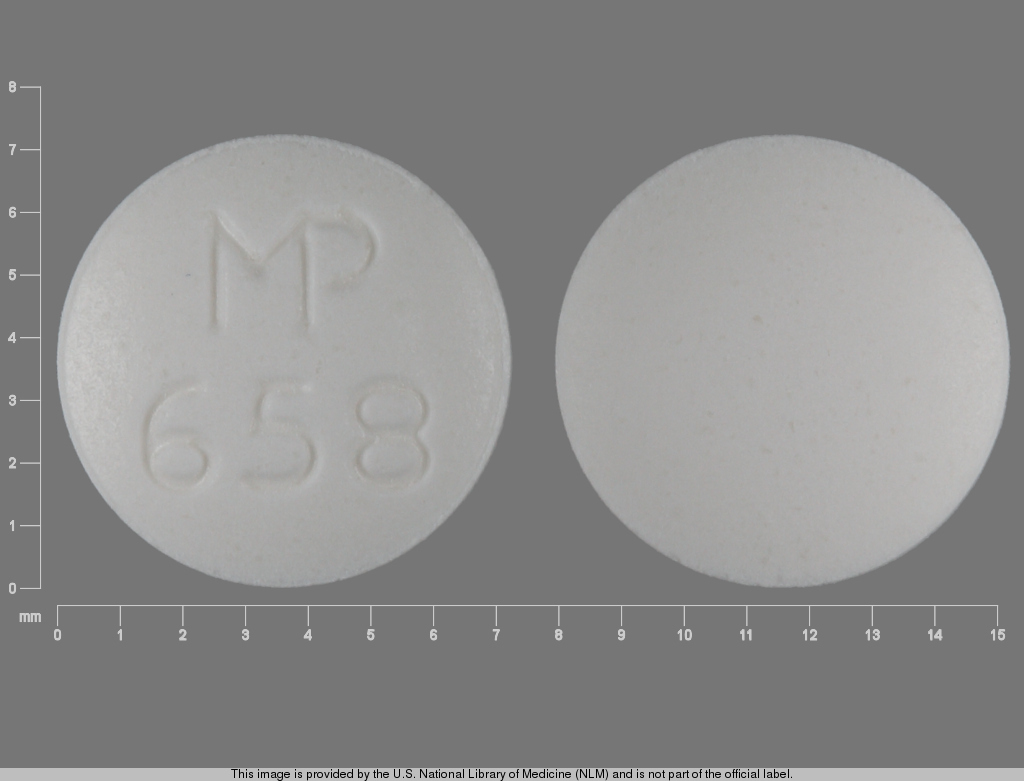 MP
658
8
7
6
5
4
3
2
1
0
mm
0 1 2 3 4 5 6 7 8 9 10 11 12 13 14 15
This image is provided by the U.S. National Library of Medicine (NLM) and is not part of the official label.